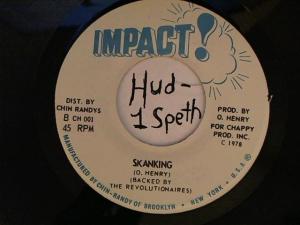 IMPACT!
Hud-
1 Speth
DIST. BY
CHIN RANDYS
B CH 001
45 RPM
PROD. BY
O. HENRY
FOR CHAPPY
PROD. INC.
C 1978
SKANKING
(O. HENRY)
(BACKED BY
THE REVOLUTIONAIRES)
MANUFACTURED BY CHIN-RANDY OF BROOKLYN • NEW YORK • U.S.A. ®